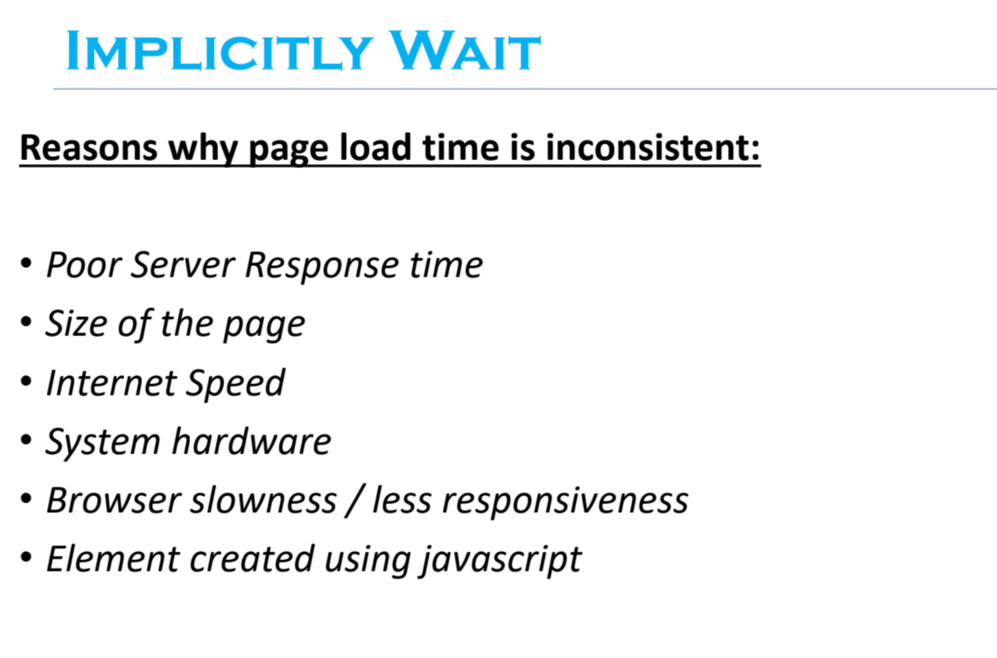 IMPLICITLY WAIT
Reasons why page load time is inconsistent:
• Poor Server Response time
• Size of the page
• Internet Speed
• System hardware
• Browser slowness / less responsiveness
• Element created using javascript